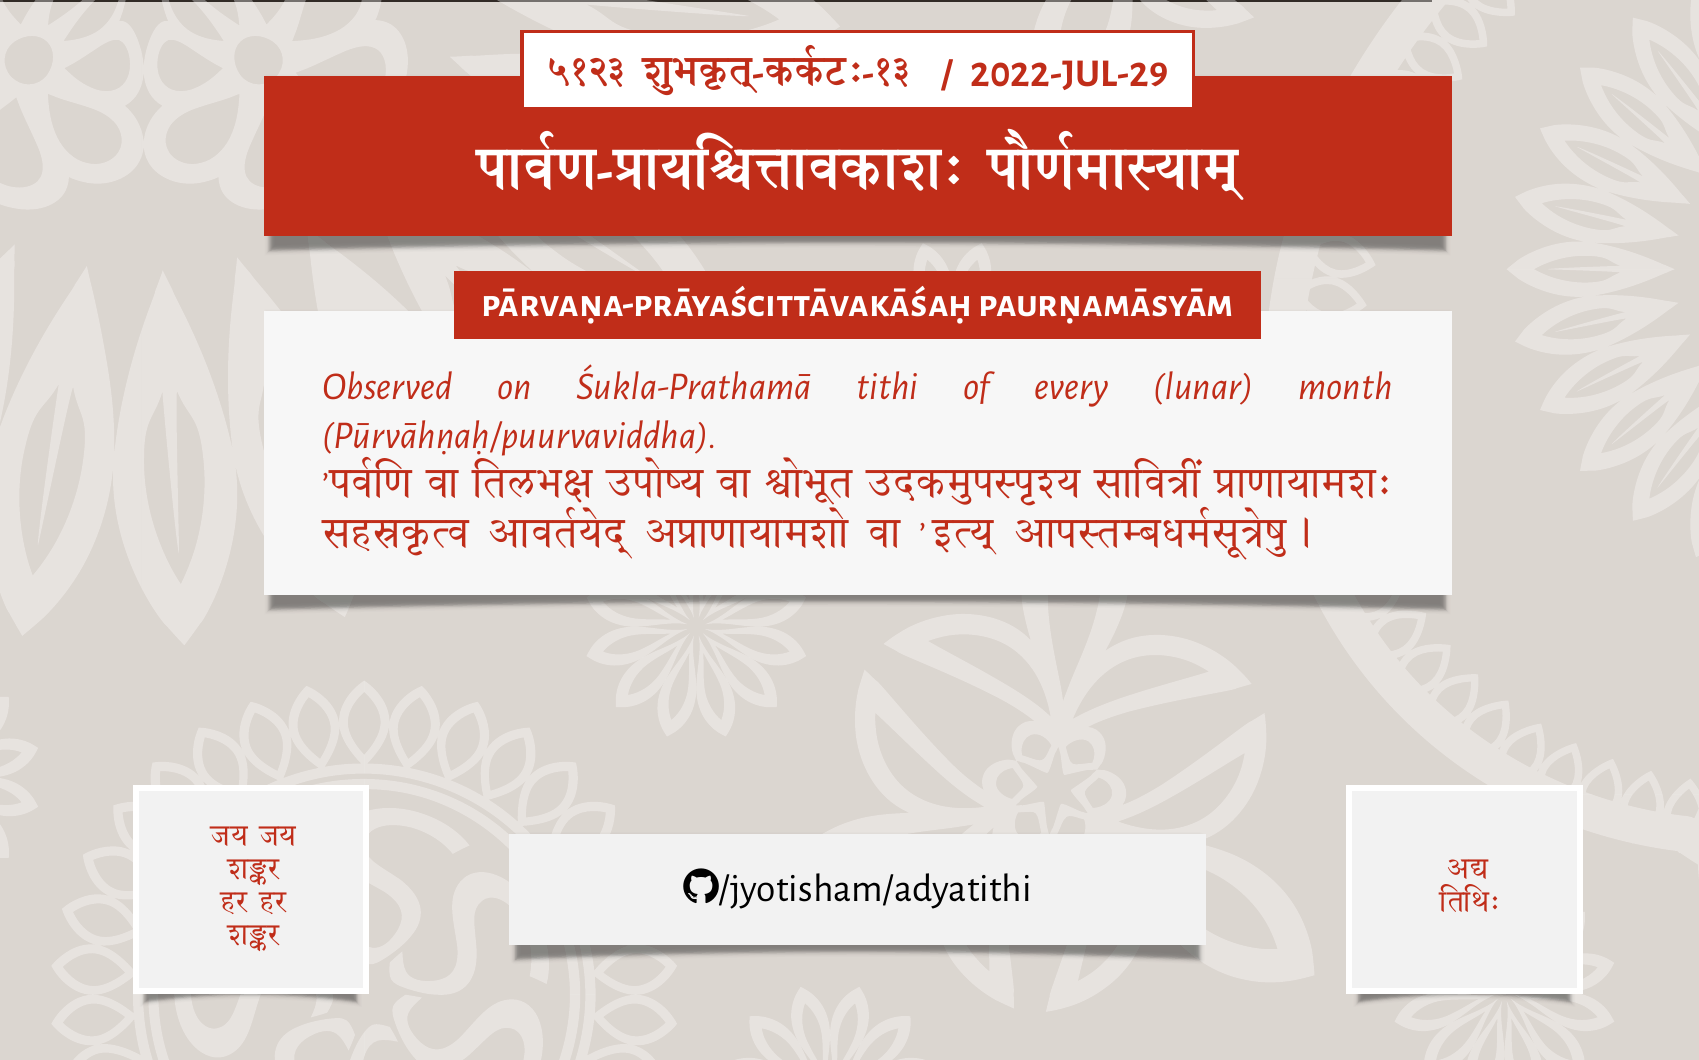 ५१२३ शुभकृत्-कर्कटः-१३ / 2022-JUL-29
पार्वण-प्रायश्चित्तावकाशः पौर्णमास्याम्
PĀRVAṆA-PRĀYAŚCITTĀVAKĀŚAḤ PAURṆAMĀSYĀM
Observed on Śukla-Prathamā tithi of every (lunar) month
(Pūrvāhṇaḥ/puurvaviddha).
’पर्वणि वा तिलभक्ष उपोष्य वा श्वोभूत उदकमुपस्पृश्य सावित्रीं प्राणायामशः
सहस्रकृत्व आवर्तयेद् अप्राणायामशो वा ’इत्य् आपस्तम्बधर्मसूत्रेषु।
जय जय
शङ्कर
हर हर
शङ्कर
/jyotisham/adyatithi
अद्य
तिथिः